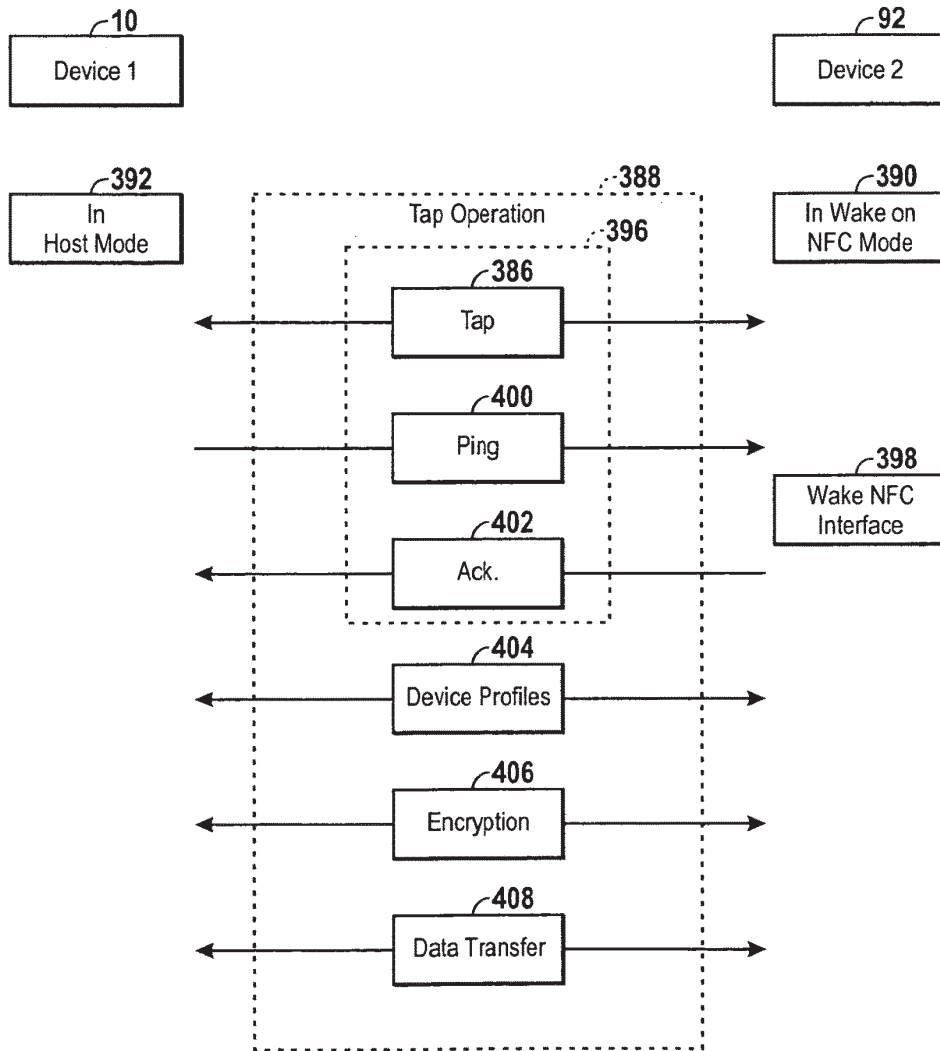 10
92
Device 1
Device 2
392
388
390
In
Host Mode
Tap Operation
In Wake on
NFC Mode
396
386
Tap
400
Ping
398
Wake NFC
Interface
402
Ack.
404
Device Profiles
406
Encryption
408
Data Transfer